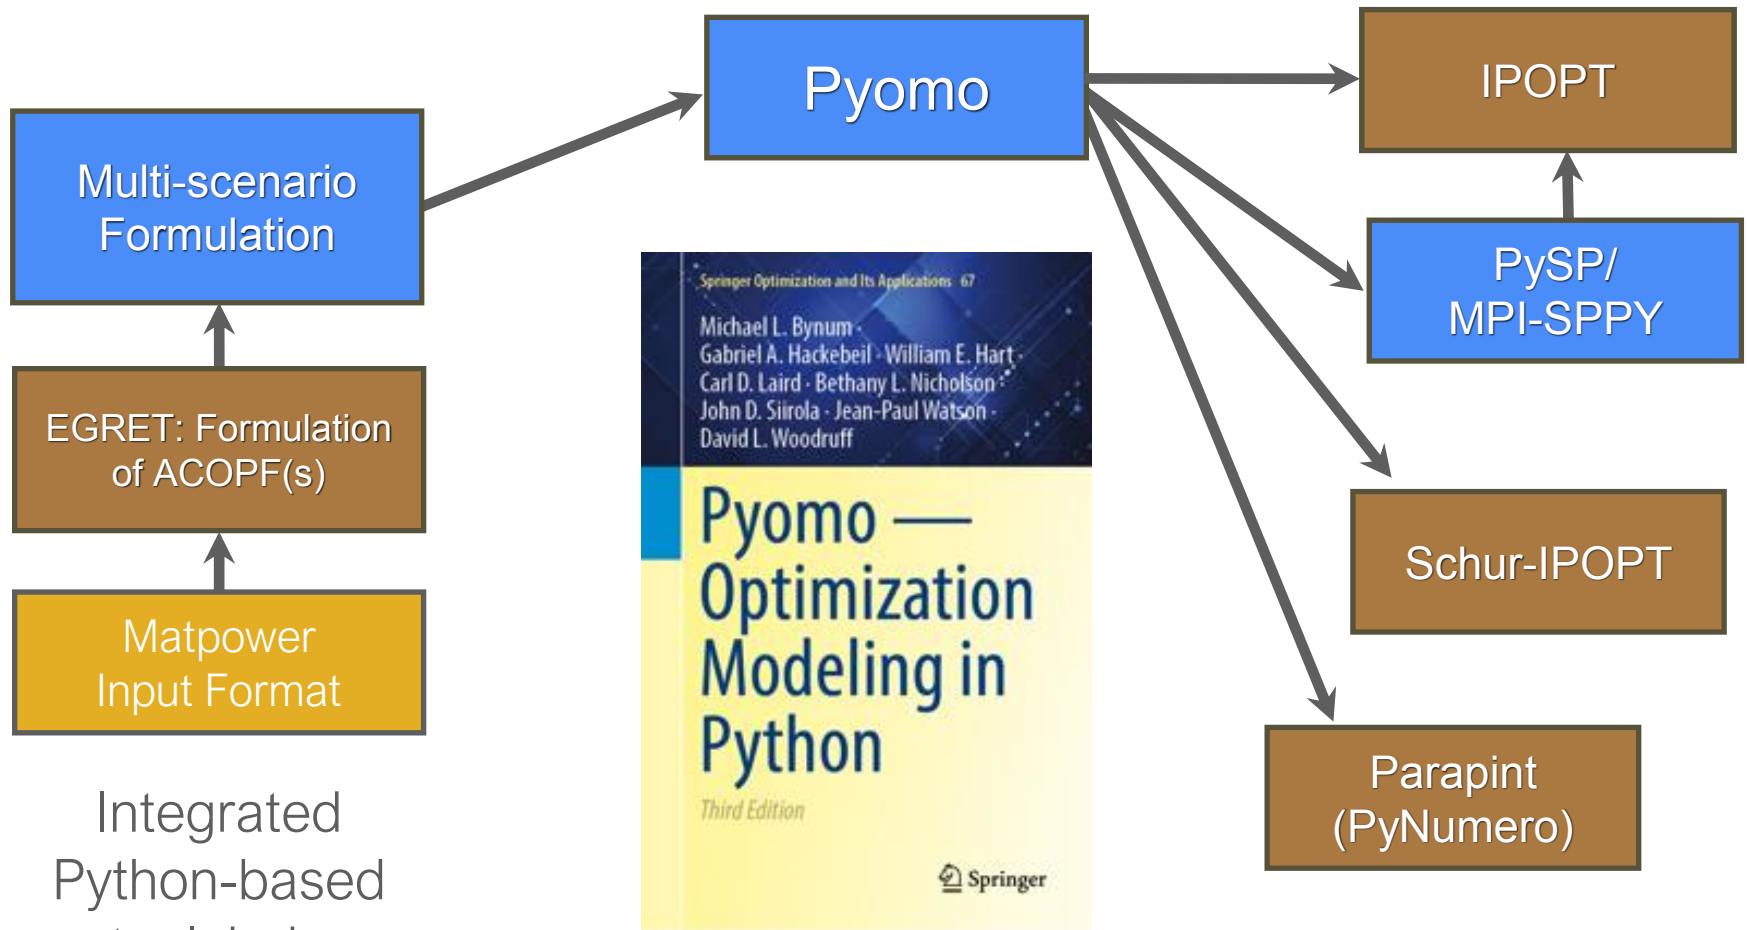 Pyomo
IPOPT
Multi-scenario
Formulation
PySP/
MPI-SPPY
EGRET: Formulation
of ACOPF(s)
Schur-IPOPT
Matpower
Input Format
Parapint
(PyNumero)
Springer Optimization and Its Applications 67
Michael L. Bynum ·
Gabriel A. Hackebeil · William E. Hart ·
Carl D. Laird · Bethany L. Nicholson ·
John D. Siirola · Jean-Paul Watson ·
David L. Woodruff
Pyomo —
Optimization
Modeling in
Python
Third Edition
Springer
Integrated
Python-based